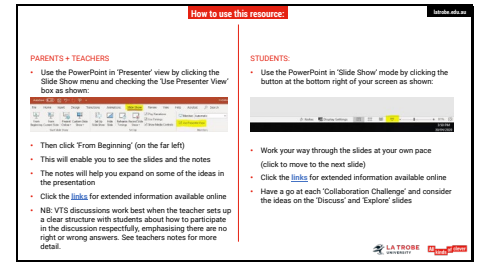 How to use this resource:
latrobe.edu.au
PARENTS + TEACHERS
• Use the PowerPoint in 'Presenter' view by clicking the
Slide Show menu and checking the 'Use Presenter View'
box as shown:
• Then click 'From Beginning' (on the far left)
• This will enable you to see the slides and the notes
• The notes will help you expand on some of the ideas in
the presentation
• Click the links for extended information available online
• NB: VTS discussions work best when the teacher sets up
a clear structure with students about how to participate
in the discussion respectfully, emphasising there are no
right or wrong answers. See teachers notes for more
detail.
STUDENTS:
• Use the PowerPoint in 'Slide Show' mode by clicking the
button at the bottom right of your screen as shown:
• Work your way through the slides at your own pace
(click to move to the next slide)
• Click the links for extended information available online
• Have a go at each 'Collaboration Challenge' and consider
the ideas on the 'Discuss' and 'Explore' slides
LA TROBE
UNIVERSITY
All kinds of clever